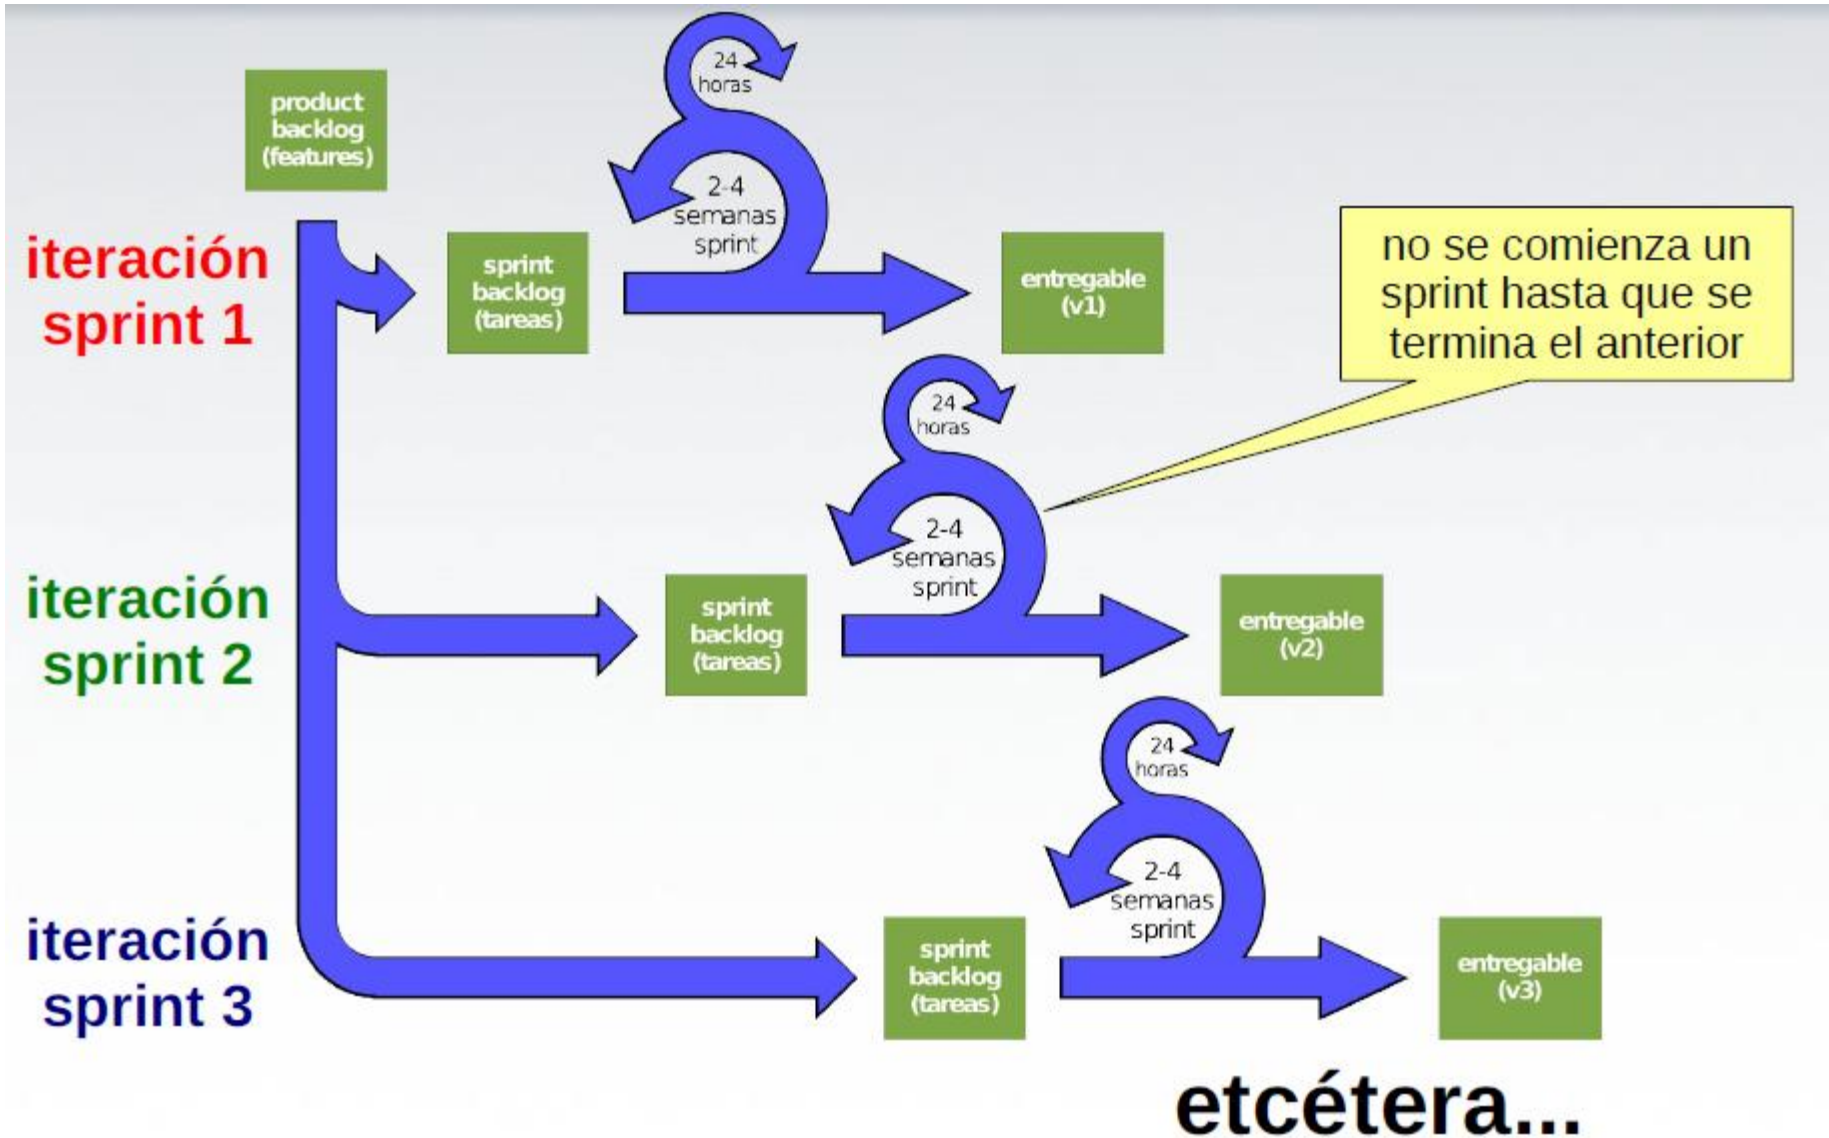 product
backlog
(features)
iteración
sprint 1
sprint
backlog
(tareas)
24
horas
2-4
semanas
sprint
entregable
(v1)
no se comienza un
sprint hasta que se
termina el anterior
iteración
sprint 2
sprint
backlog
(tareas)
24
horas
2-4
semanas
sprint
entregable
(v2)
iteración
sprint 3
sprint
backlog
(tareas)
24
horas
2-4
semanas
sprint
entregable
(v3)
etcétera...